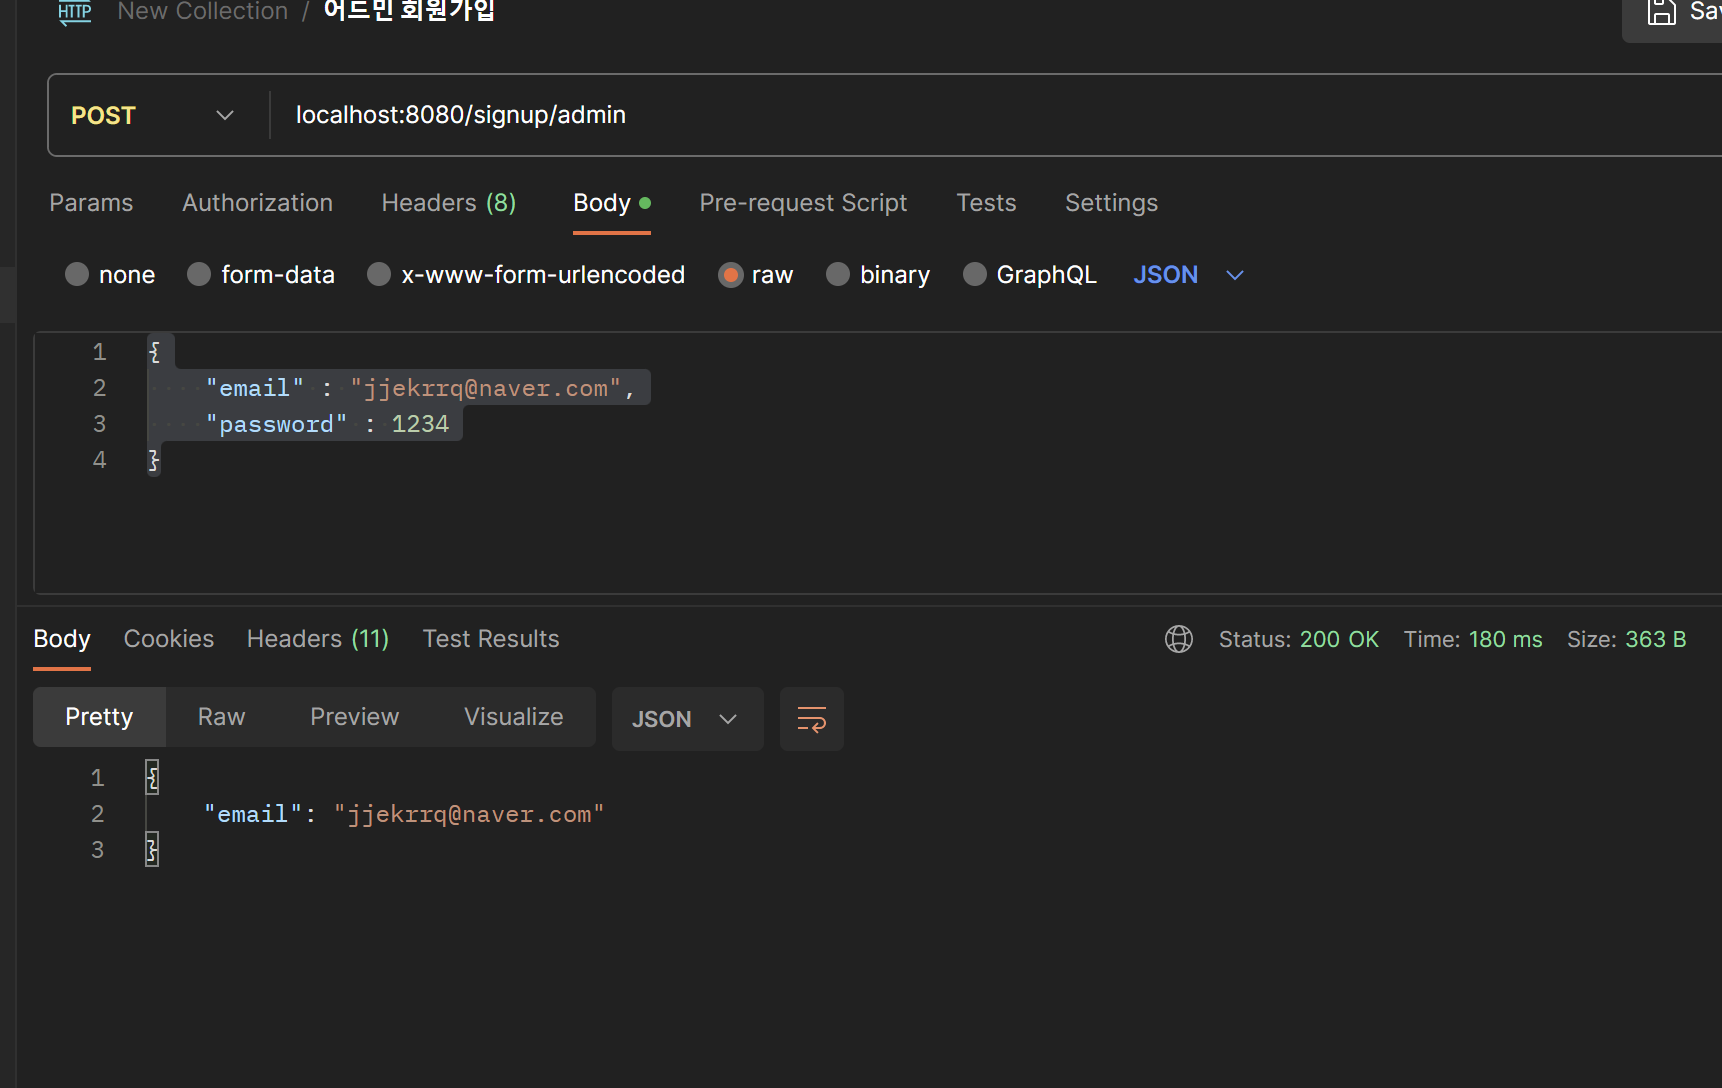 HTTP New Collection / 어드민 회원가입
POST localhost:8080/signup/admin
Params Authorization Headers (8) Body Pre-request Script Tests Settings
none form-data x-www-form-urlencoded raw binary GraphQL JSON
1 {
2 "email" : "jjekrrq@naver.com",
3 "password" : 1234
4 }
Body Cookies Headers (11) Test Results Status: 200 OK Time: 180 ms Size: 363 B
Pretty Raw Preview Visualize JSON
1 {
2 "email": "jjekrrq@naver.com"
3 }